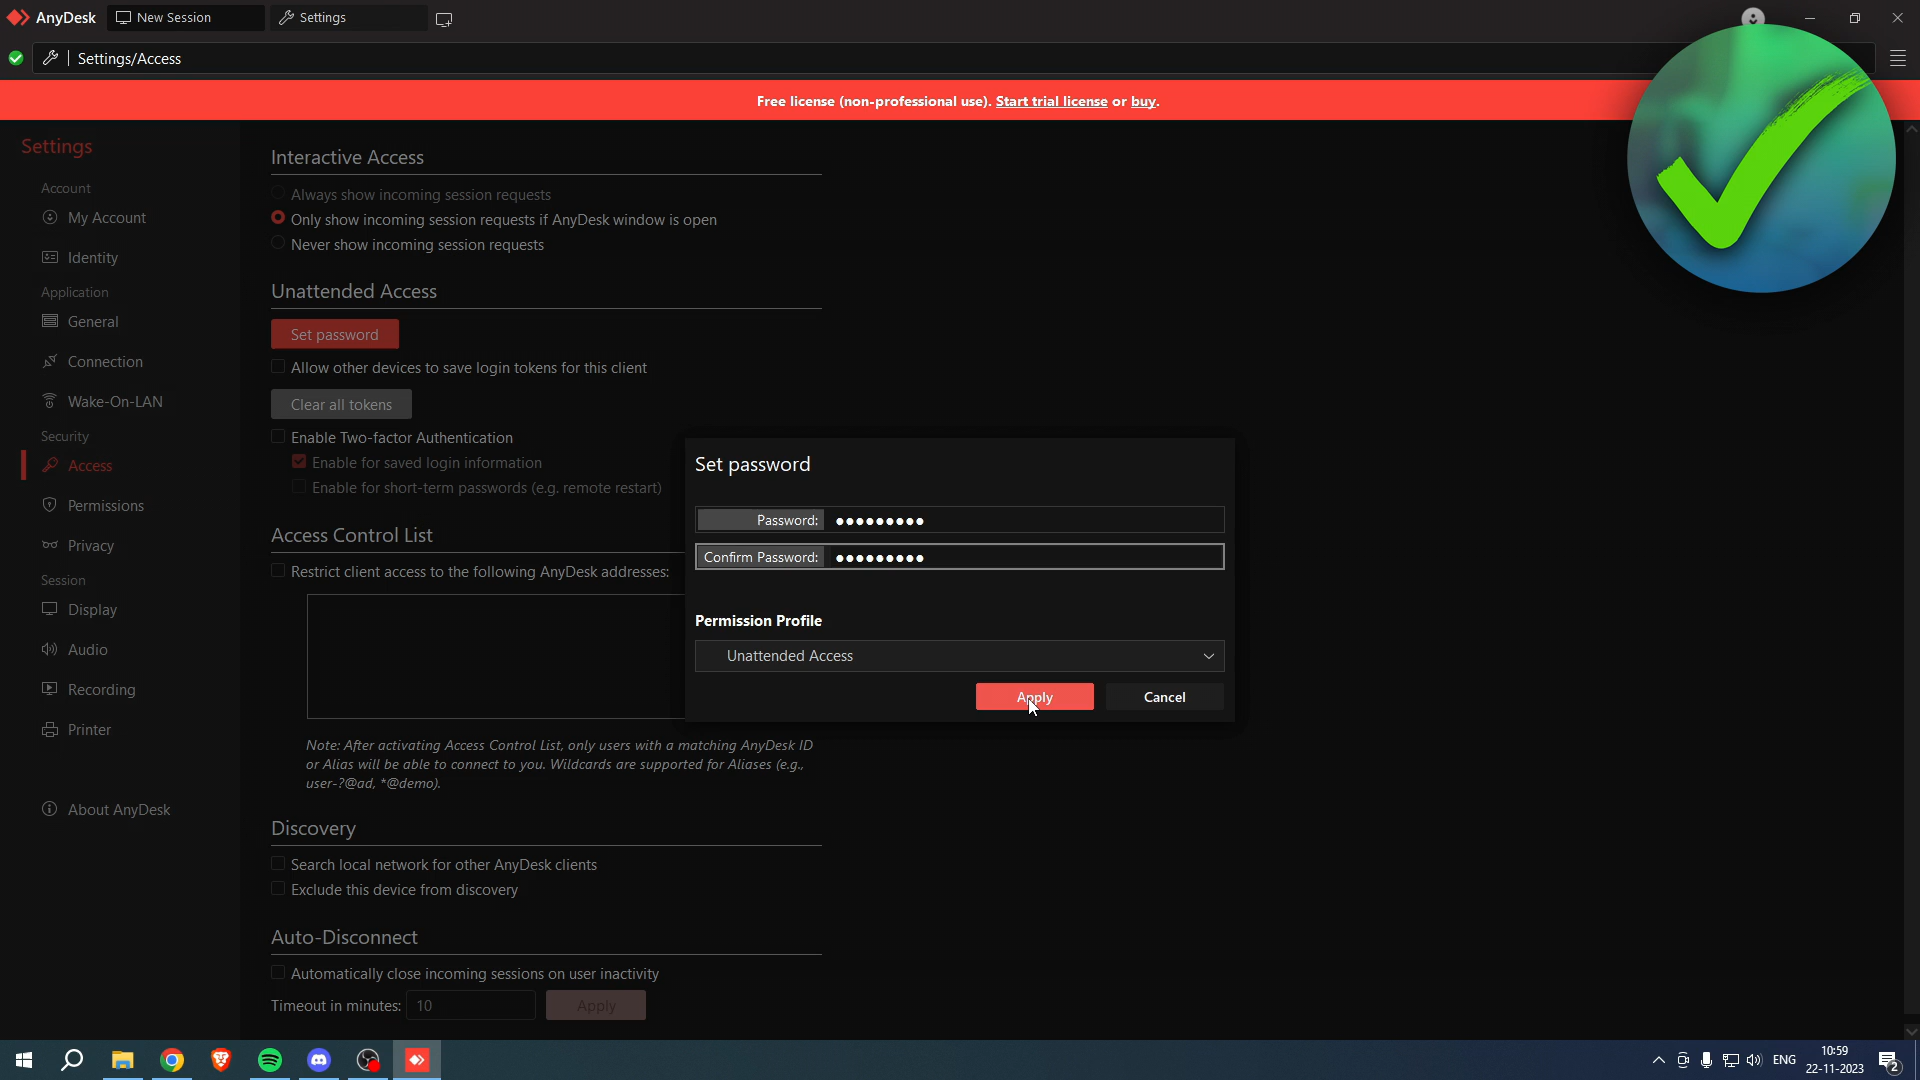 AnyDesk
New Session
Settings
Settings/Access
Free license (non-professional use). Start trial license or buy.
Settings
Account
My Account
Identity
Application
General
Connection
Wake-On-LAN
Security
Access
Permissions
Privacy
Session
Display
Audio
Recording
Printer
About AnyDesk
Interactive Access
Always show incoming session requests
Only show incoming session requests if AnyDesk window is open
Never show incoming session requests
Unattended Access
Set password
Allow other devices to save login tokens for this client
Clear all tokens
Enable Two-factor Authentication
Enable for saved login information
Enable for short-term passwords (e.g. remote restart)
Access Control List
Restrict client access to the following AnyDesk addresses:
Note: After activating Access Control List, only users with a matching AnyDesk ID
or Alias will be able to connect to you. Wildcards are supported for Aliases (e.g.,
user-?@ad, *@demo).
Discovery
Search local network for other AnyDesk clients
Exclude this device from discovery
Auto-Disconnect
Automatically close incoming sessions on user inactivity
Timeout in minutes: 10
Apply
Set password
Password: ●●●●●●●●●
Confirm Password: ●●●●●●●●●
Permission Profile
Unattended Access
Apply
Cancel
ENG
10:59
22-11-2023
2